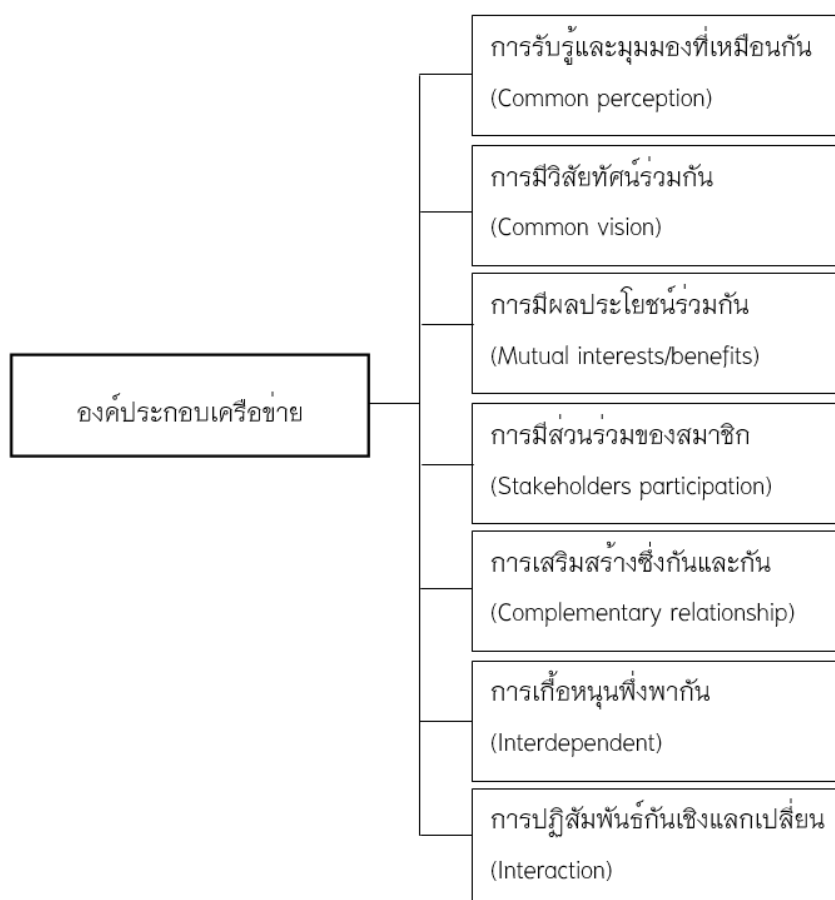 การรับรู้และมุมมองที่เหมือนกัน
(Common perception)
การมีวิสัยทัศน์ร่วมกัน
(Common vision)
การมีผลประโยชน์ร่วมกัน
(Mutual interests/benefits)
องค์ประกอบเครือข่าย
การมีส่วนร่วมของสมาชิก
(Stakeholders participation)
การเสริมสร้างซึ่งกันและกัน
(Complementary relationship)
การเกื้อหนุนพึ่งพากัน
(Interdependent)
การปฏิสัมพันธ์กันเชิงแลกเปลี่ยน
(Interaction)